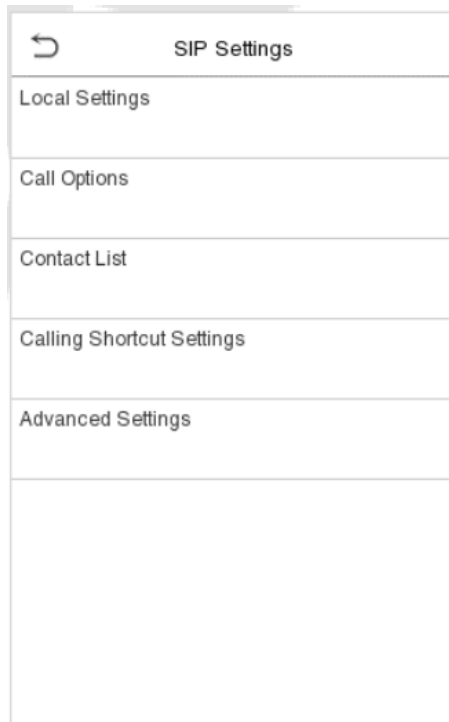 SIP Settings
Local Settings
Call Options
Contact List
Calling Shortcut Settings
Advanced Settings